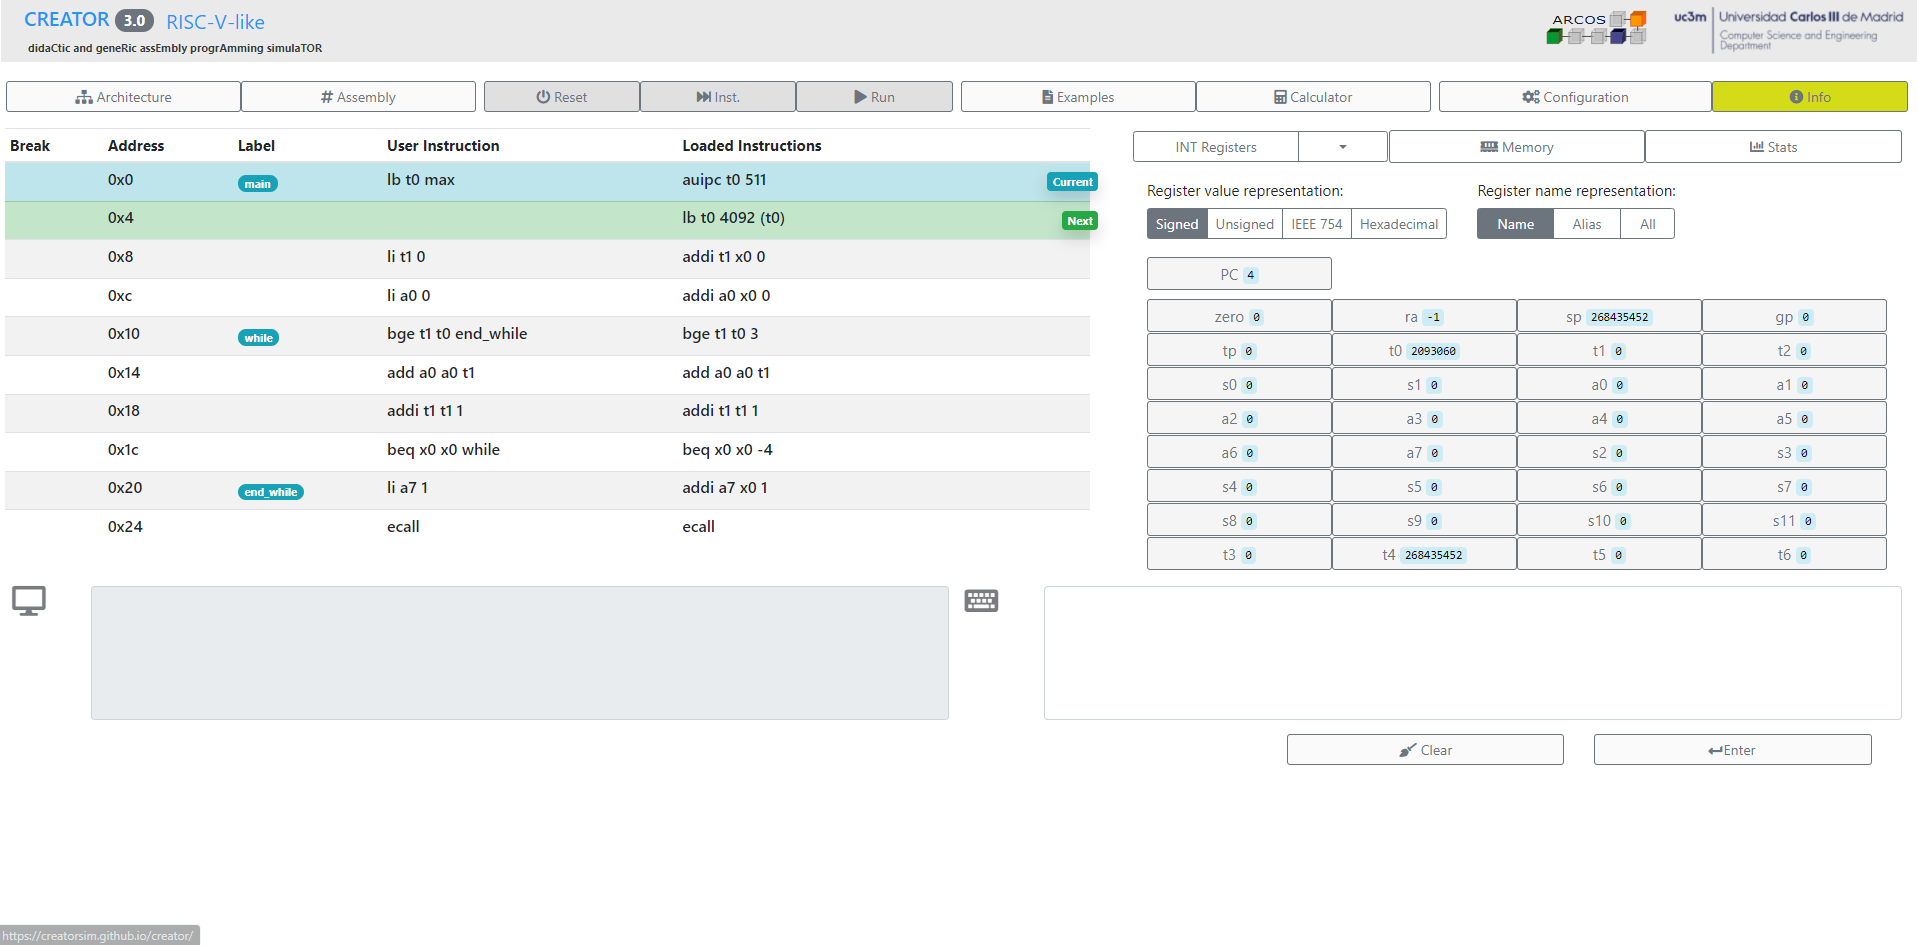 CREATOR 3.0 RISC-V-like
didaCtic and geneRic assEmbly progrAmming simulaTOR
ARCOS
uc3m Universidad Carlos III de Madrid
Computer Science and Engineering
Department
Architecture # Assembly Reset Inst. Run Examples Calculator Configuration Info
Break Address Label User Instruction Loaded Instructions
0x0 main lb t0 max auipc t0 511 Current
0x4 lb t0 4092 (t0) Next
0x8 li t1 0 addi t1 x0 0
0xc li a0 0 addi a0 x0 0
0x10 while bge t1 t0 end_while bge t1 t0 3
0x14 add a0 a0 t1 add a0 a0 t1
0x18 addi t1 t1 1 addi t1 t1 1
0x1c beq x0 x0 while beq x0 x0 -4
0x20 end_while li a7 1 addi a7 x0 1
0x24 ecall ecall
INT Registers Memory Stats
Register value representation: Register name representation:
Signed Unsigned IEEE 754 Hexadecimal Name Alias All
PC 4
zero 0 ra -1 sp 268435452 gp 0
tp 0 t0 2093060 t1 0 t2 0
s0 0 s1 0 a0 0 a1 0
a2 0 a3 0 a4 0 a5 0
a6 0 a7 0 s2 0 s3 0
s4 0 s5 0 s6 0 s7 0
s8 0 s9 0 s10 0 s11 0
t3 0 t4 268435452 t5 0 t6 0
Clear Enter
https://creatorsim.github.io/creator/